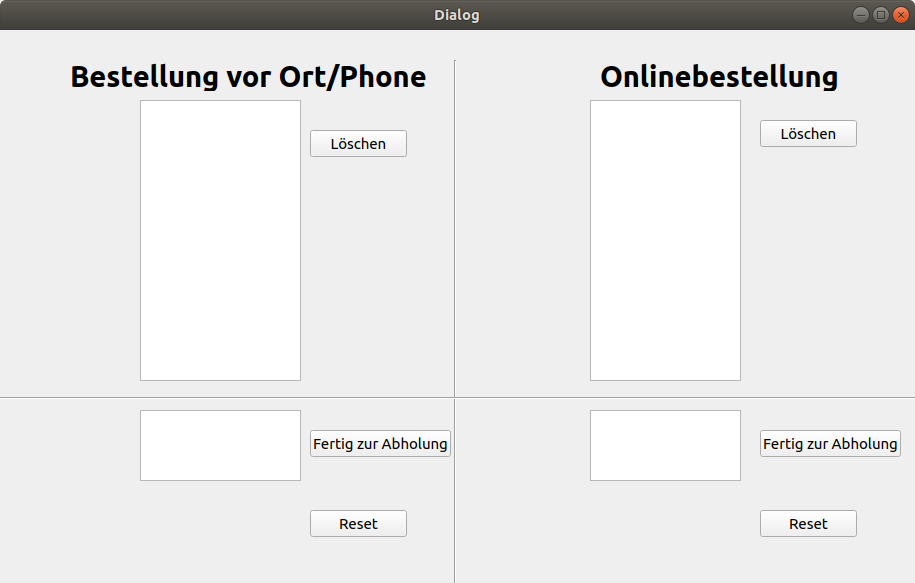 Dialog
Bestellung vor Ort/Phone
Löschen
Fertig zur Abholung
Reset
Onlinebestellung
Löschen
Fertig zur Abholung
Reset